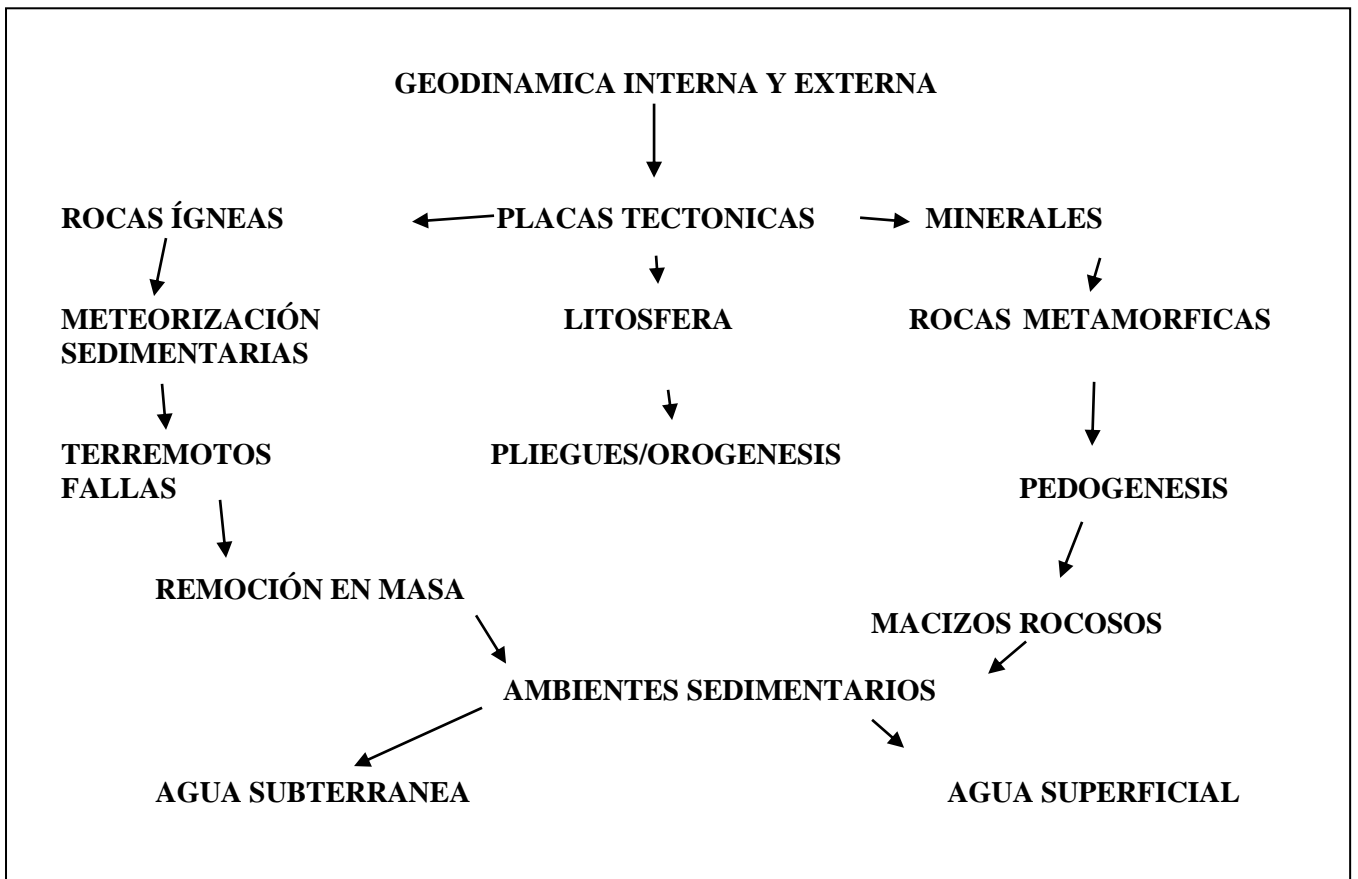 GEODINAMICA INTERNA Y EXTERNA
ROCAS ÍGNEAS
PLACAS TECTONICAS
MINERALES
METEORIZACIÓN
SEDIMENTARIAS
LITOSFERA
ROCAS METAMORFICAS
TERREMOTOS
FALLAS
PLIEGUES/OROGENESIS
PEDOGENESIS
REMOCIÓN EN MASA
MACIZOS ROCOSOS
AMBIENTES SEDIMENTARIOS
AGUA SUBTERRANEA
AGUA SUPERFICIAL